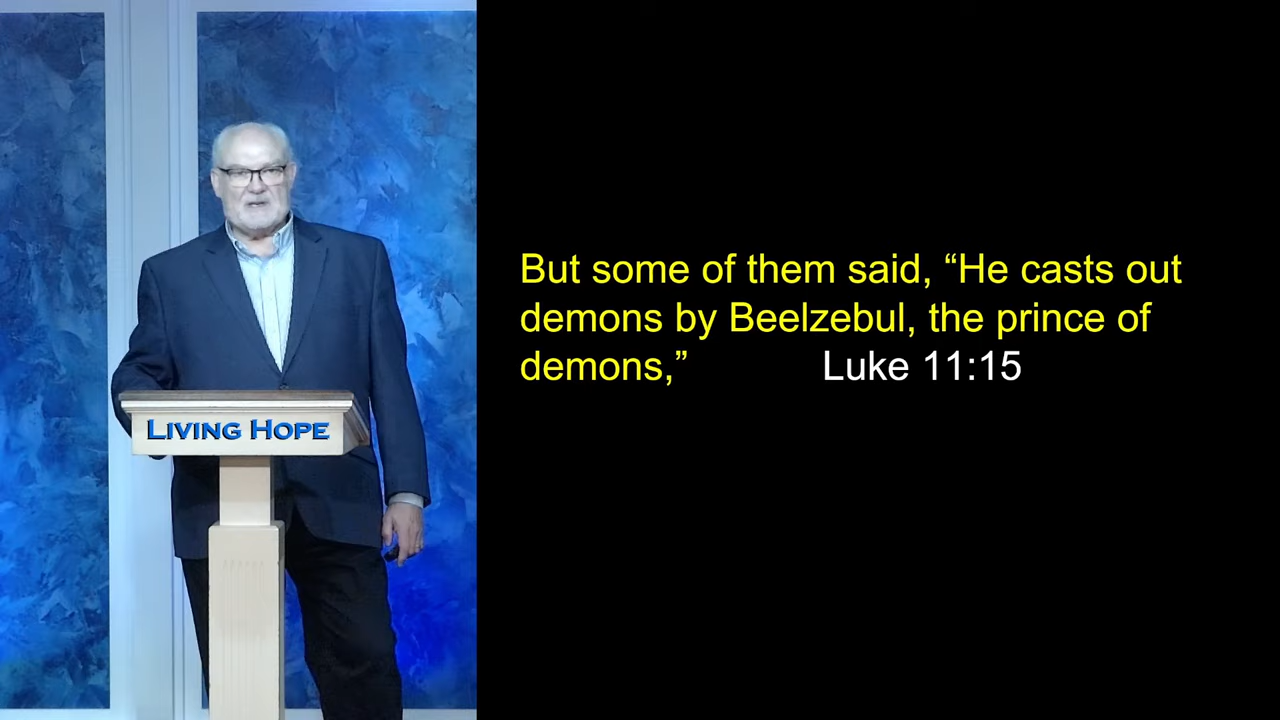 LIVING HOPE
But some of them said, “He casts out
demons by Beelzebul, the prince of
demons,” Luke 11:15